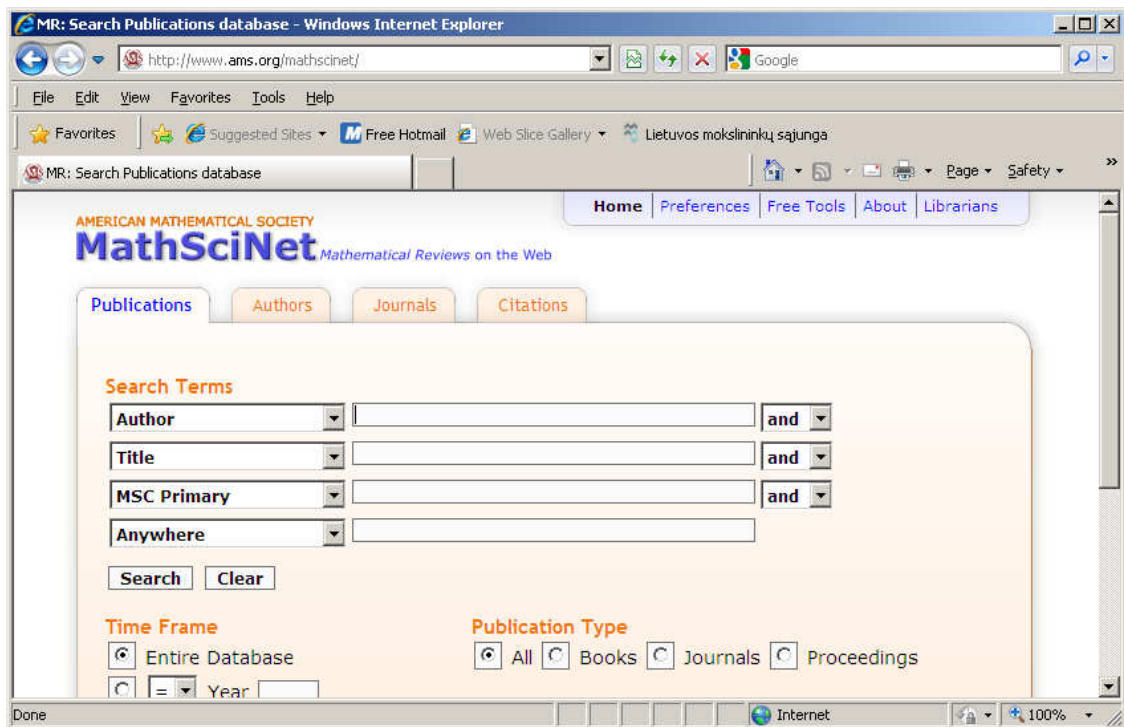 MR: Search Publications database - Windows Internet Explorer
http://www.ams.org/mathscinet/ Google
File Edit View Favorites Tools Help
Favorites Suggested Sites Free Hotmail Web Slice Gallery Lietuvos mokslininkų sąjunga
MR: Search Publications database Page Safety »
Home Preferences Free Tools About Librarians
AMERICAN MATHEMATICAL SOCIETY
MathSciNet Mathematical Reviews on the Web
Publications Authors Journals Citations
Search Terms
Author and
Title and
MSC Primary and
Anywhere
Search Clear
Time Frame Publication Type
Entire Database All Books Journals Proceedings
= Year
Done Internet 100%